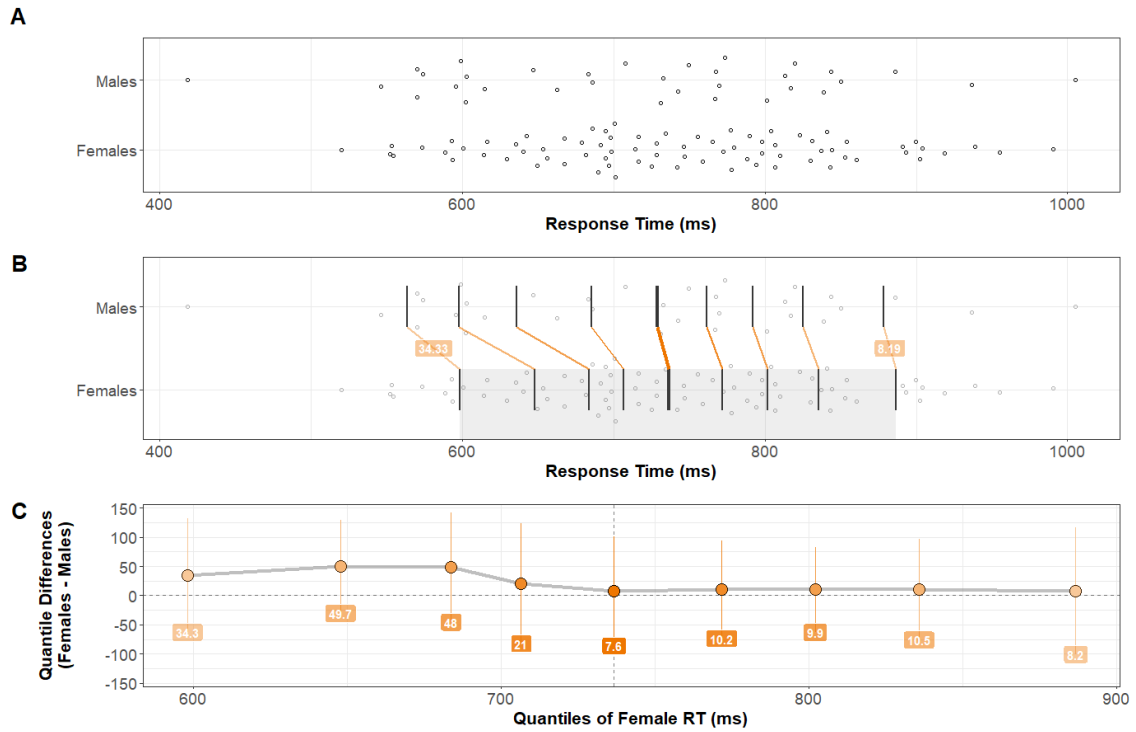 A
Males
Females
400 600 800 1000
Response Time (ms)
B
Males
34.33 8.19
Females
400 600 800 1000
Response Time (ms)
C
Quantile Differences
(Females - Males)
150
100
50
0
-50
-100
-150
34.3 49.7 48 21 7.6 10.2 9.9 10.5 8.2
600 700 800 900
Quantiles of Female RT (ms)